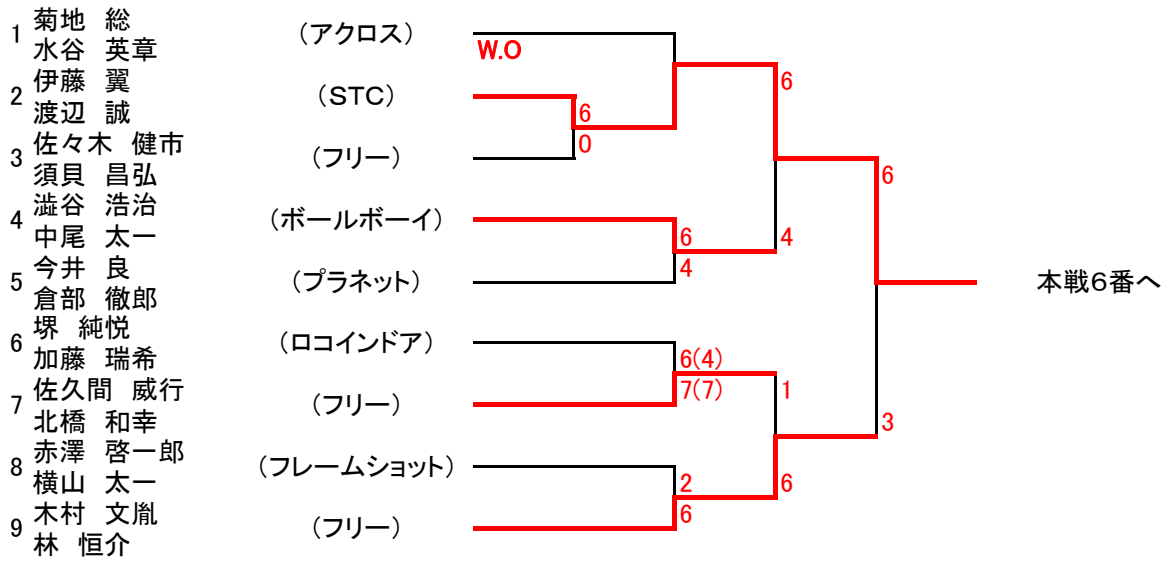 1 菊地 総
水谷 英章
(アクロス)
W.O
2 伊藤 翼
渡辺 誠
(STC)
6
0
3 佐々木 健市
須貝 昌弘
(フリー)
6
4 澁谷 浩治
中尾 太一
(ボールボーイ)
6
4
4
5 今井 良
倉部 徹郎
(プラネット)
6
3
本戦6番へ
6 堺 純悦
加藤 瑞希
(ロコインドア)
6(4)
7(7)
7 佐久間 威行
北橋 和幸
(フリー)
1
6
8 赤澤 啓一郎
横山 太一
(フレームショット)
2
6
9 木村 文胤
林 恒介
(フリー)